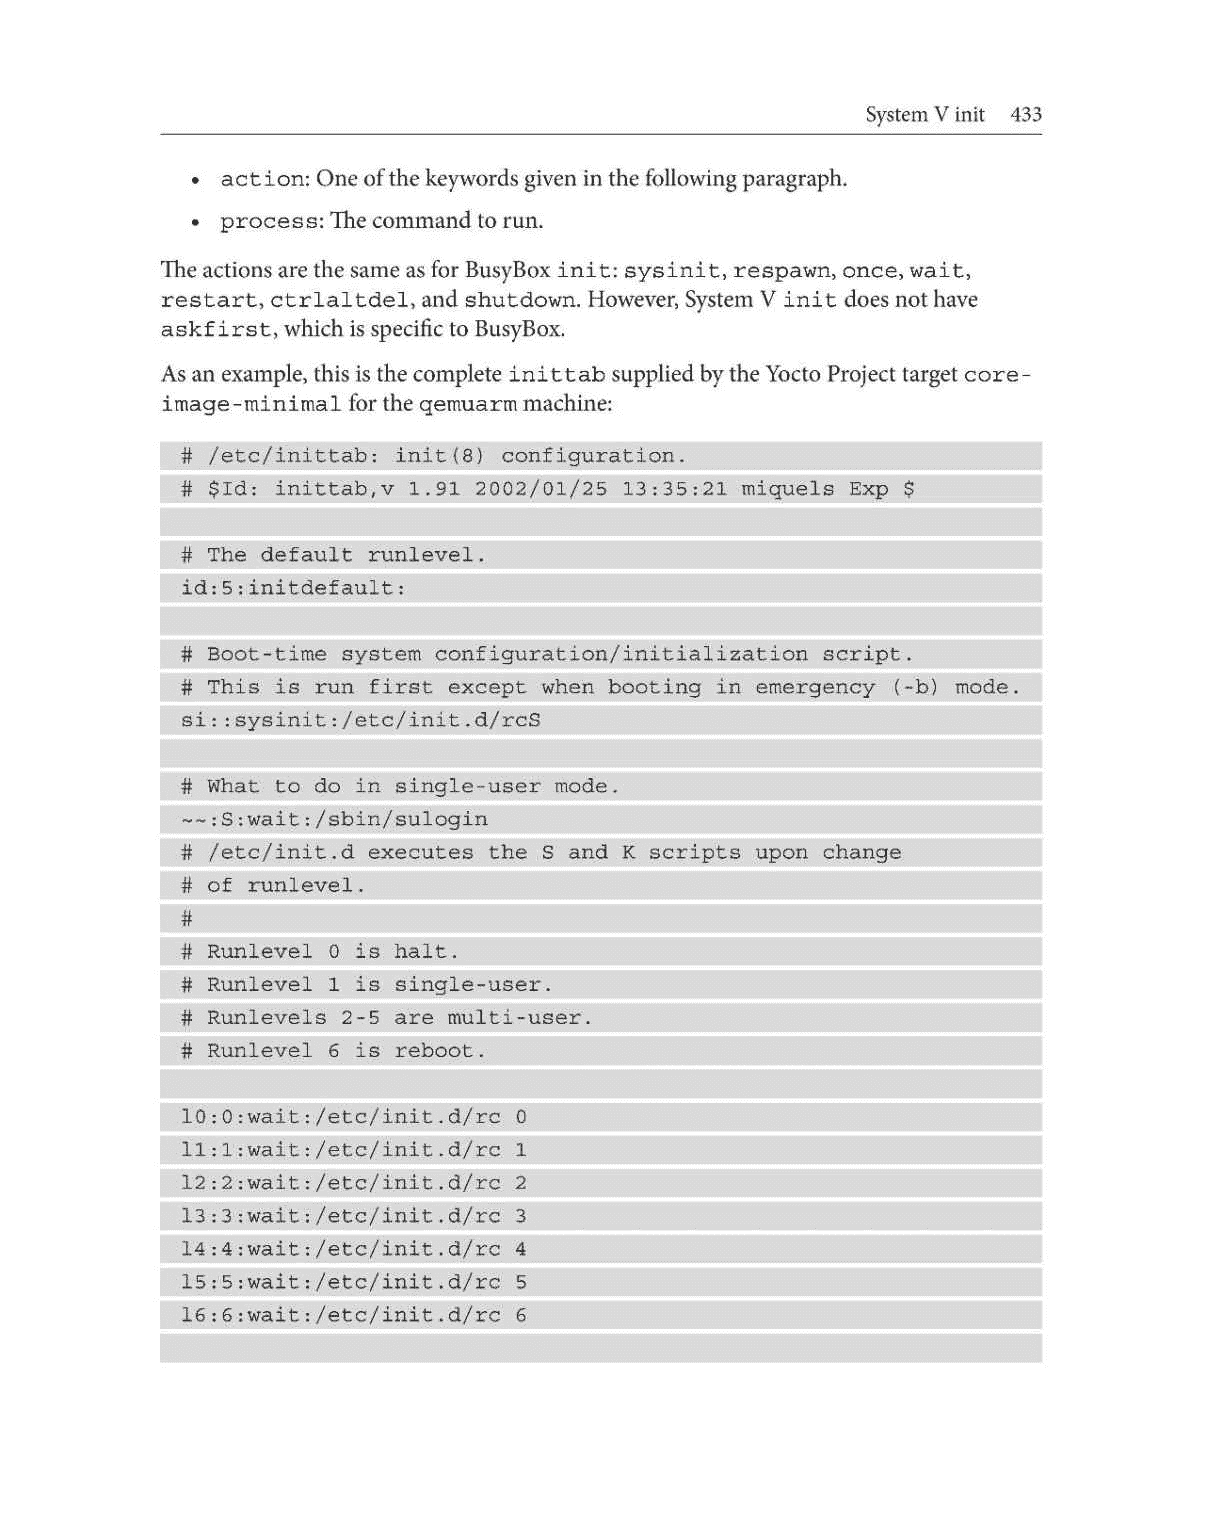 System V init 433
• action: One of the keywords given in the following paragraph.
• process: The command to run.
The actions are the same as for BusyBox init: sysinit, respawn, once, wait,
restart, ctrlaltdel, and shutdown. However, System V init does not have
askfirst, which is specific to BusyBox.
As an example, this is the complete inittab supplied by the Yocto Project target core-
image-minimal for the qemuarm machine:
# /etc/inittab: init(8) configuration.
# $Id: inittab,v 1.91 2002/01/25 13:35:21 miquels Exp $
# The default runlevel.
id:5:initdefault:
# Boot-time system configuration/initialization script.
# This is run first except when booting in emergency (-b) mode.
si::sysinit:/etc/init.d/rcS
# What to do in single-user mode.
~~:S:wait:/sbin/sulogin
# /etc/init.d executes the S and K scripts upon change
# of runlevel.
#
# Runlevel 0 is halt.
# Runlevel 1 is single-user.
# Runlevels 2-5 are multi-user.
# Runlevel 6 is reboot.
l0:0:wait:/etc/init.d/rc 0
l1:1:wait:/etc/init.d/rc 1
l2:2:wait:/etc/init.d/rc 2
l3:3:wait:/etc/init.d/rc 3
l4:4:wait:/etc/init.d/rc 4
l5:5:wait:/etc/init.d/rc 5
l6:6:wait:/etc/init.d/rc 6